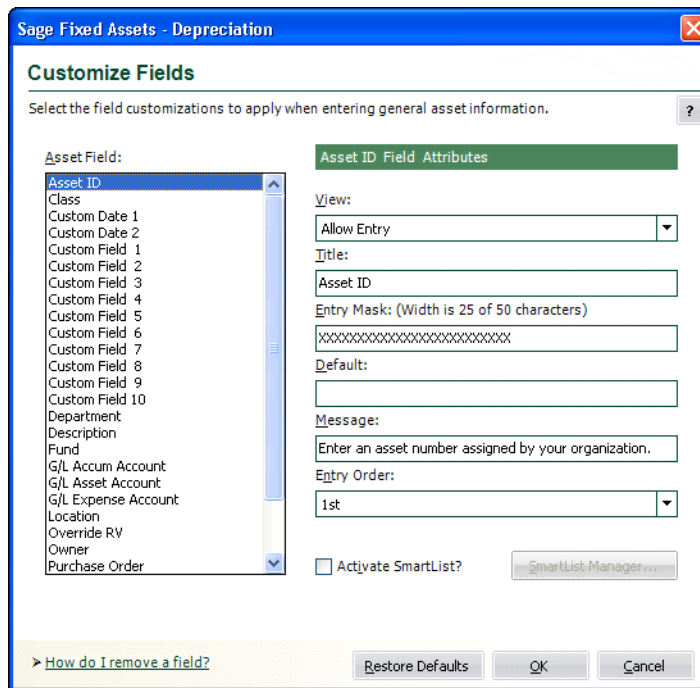 Sage Fixed Assets - Depreciation
Customize Fields
Select the field customizations to apply when entering general asset information.
?
Asset Field:
Asset ID
Class
Custom Date 1
Custom Date 2
Custom Field 1
Custom Field 2
Custom Field 3
Custom Field 4
Custom Field 5
Custom Field 6
Custom Field 7
Custom Field 8
Custom Field 9
Custom Field 10
Department
Description
Fund
G/L Accum Account
G/L Asset Account
G/L Expense Account
Location
Override RV
Owner
Purchase Order
Asset ID Field Attributes
View:
Allow Entry
Title:
Asset ID
Entry Mask: (Width is 25 of 50 characters)
XXXXXXXXXXXXXXXXXXXXXXXXX
Default:
Message:
Enter an asset number assigned by your organization.
Entry Order:
1st
Activate SmartList?
SmartList Manager...
How do I remove a field?
Restore Defaults
OK
Cancel